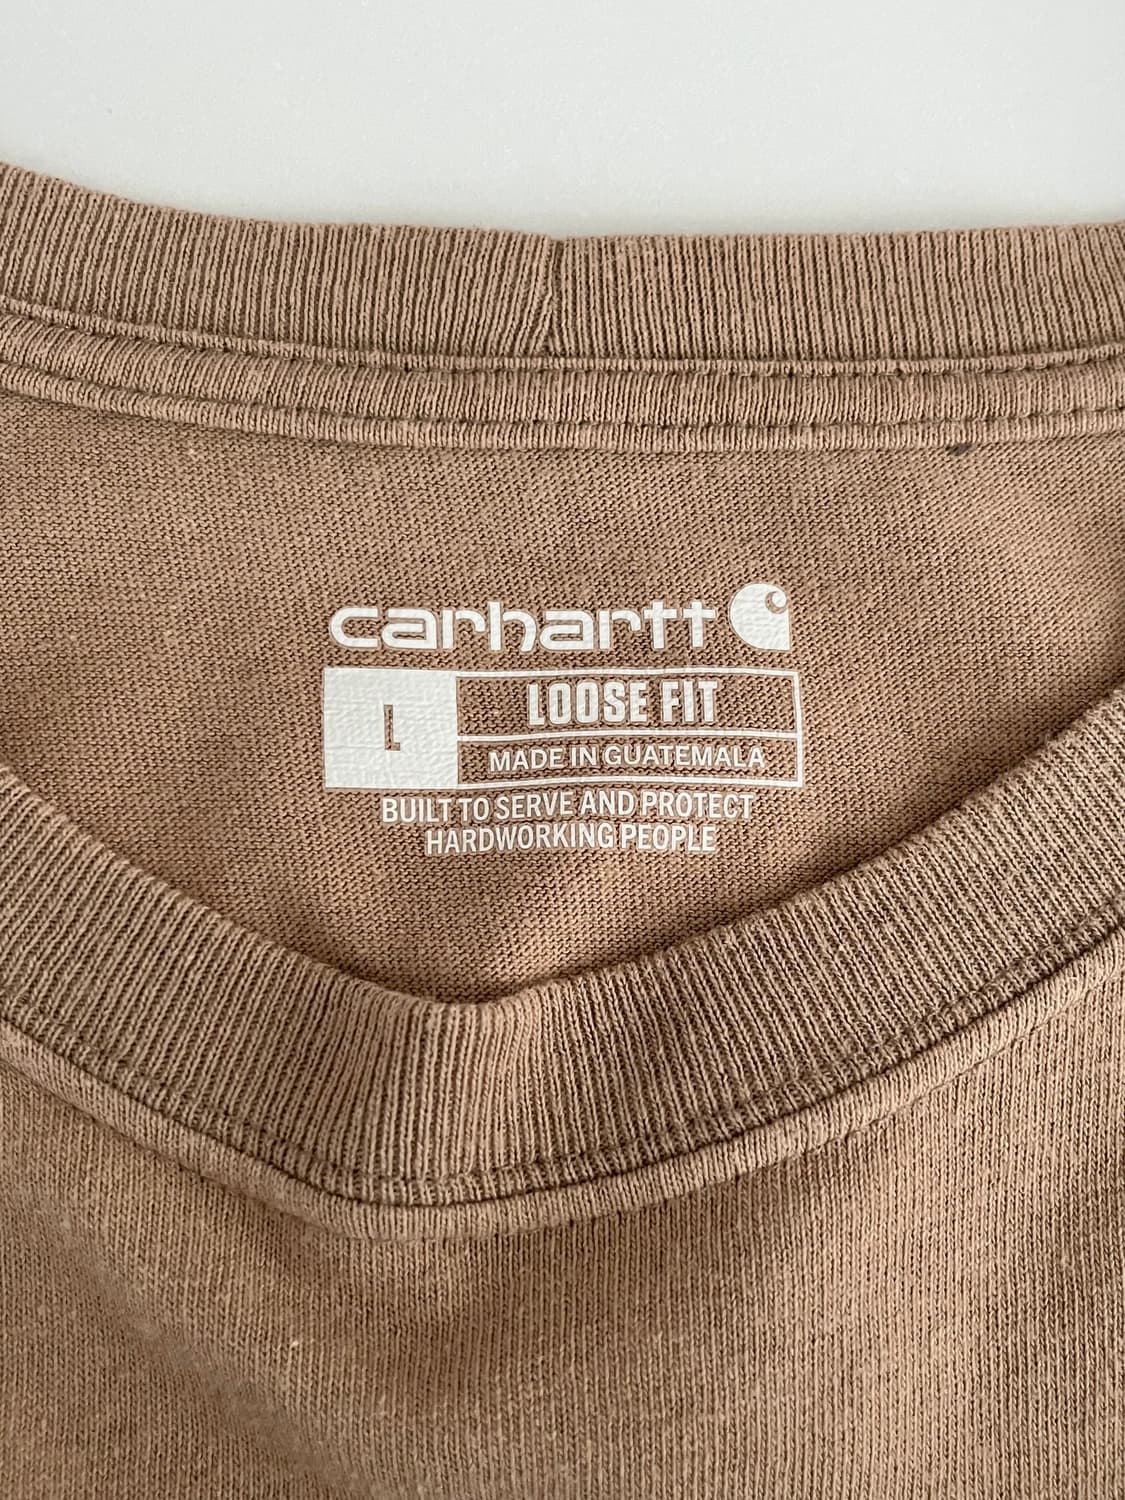 carhartt
L
LOOSE FIT
MADE IN GUATEMALA
BUILT TO SERVE AND PROTECT
HARDWORKING PEOPLE